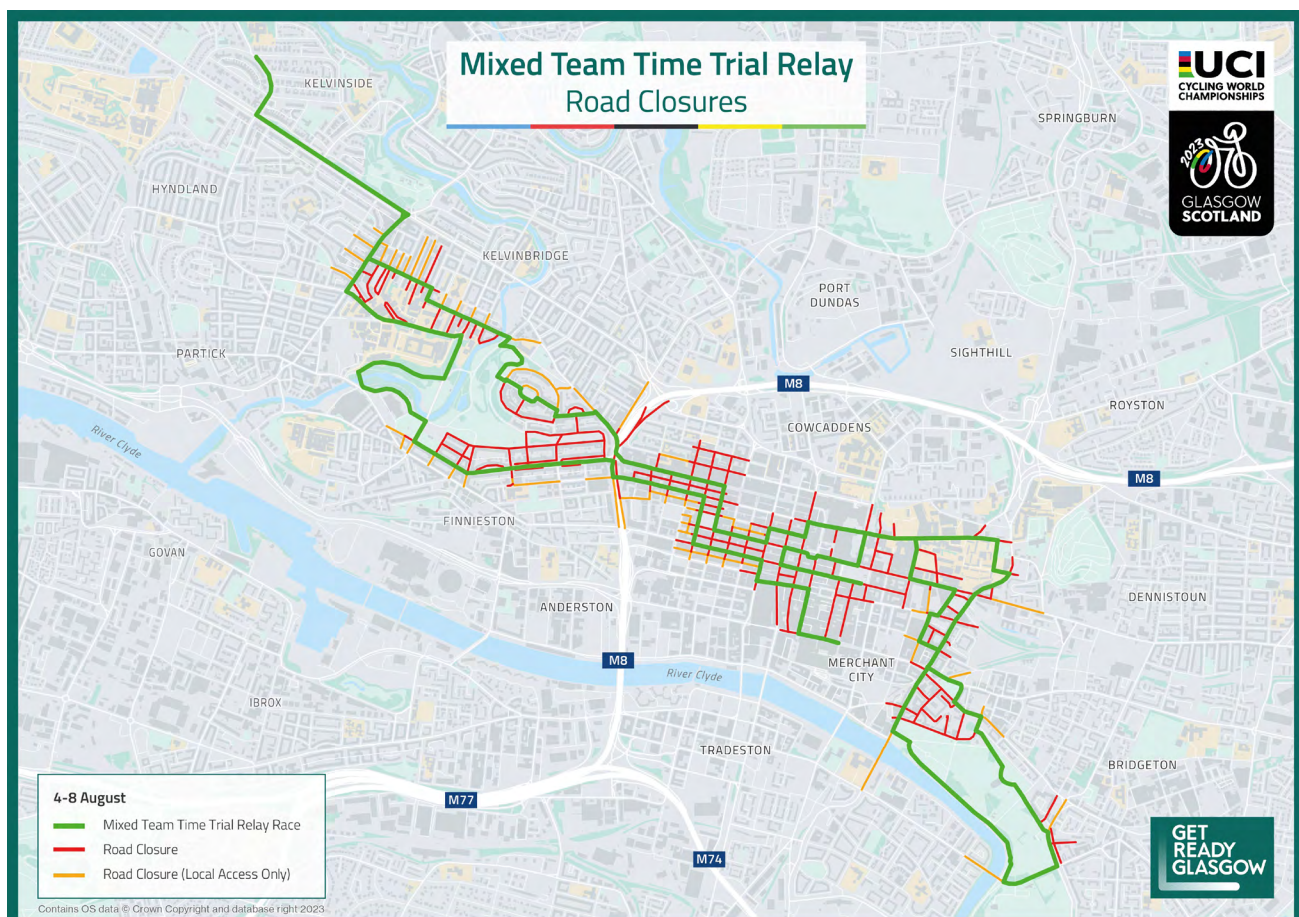 Mixed Team Time Trial Relay
Road Closures
UCI
CYCLING WORLD
CHAMPIONSHIPS
2023
GLASGOW
SCOTLAND
KELVINSIDE
SPRINGBURN
HYNDLAND
KELVINBRIDGE
PORT
DUNDAS
PARTICK
SIGHTHILL
M8
ROYSTON
River Clyde
COWCADDENS
M8
FINNIESTON
GOVAN
ANDERSTON
DENNISTOUN
M8
River Clyde
MERCHANT
CITY
IBROX
TRADESTON
BRIDGETON
M77
M74
4-8 August
Mixed Team Time Trial Relay Race
Road Closure
Road Closure (Local Access Only)
GET
READY
GLASGOW
Contains OS data © Crown Copyright and database right 2023